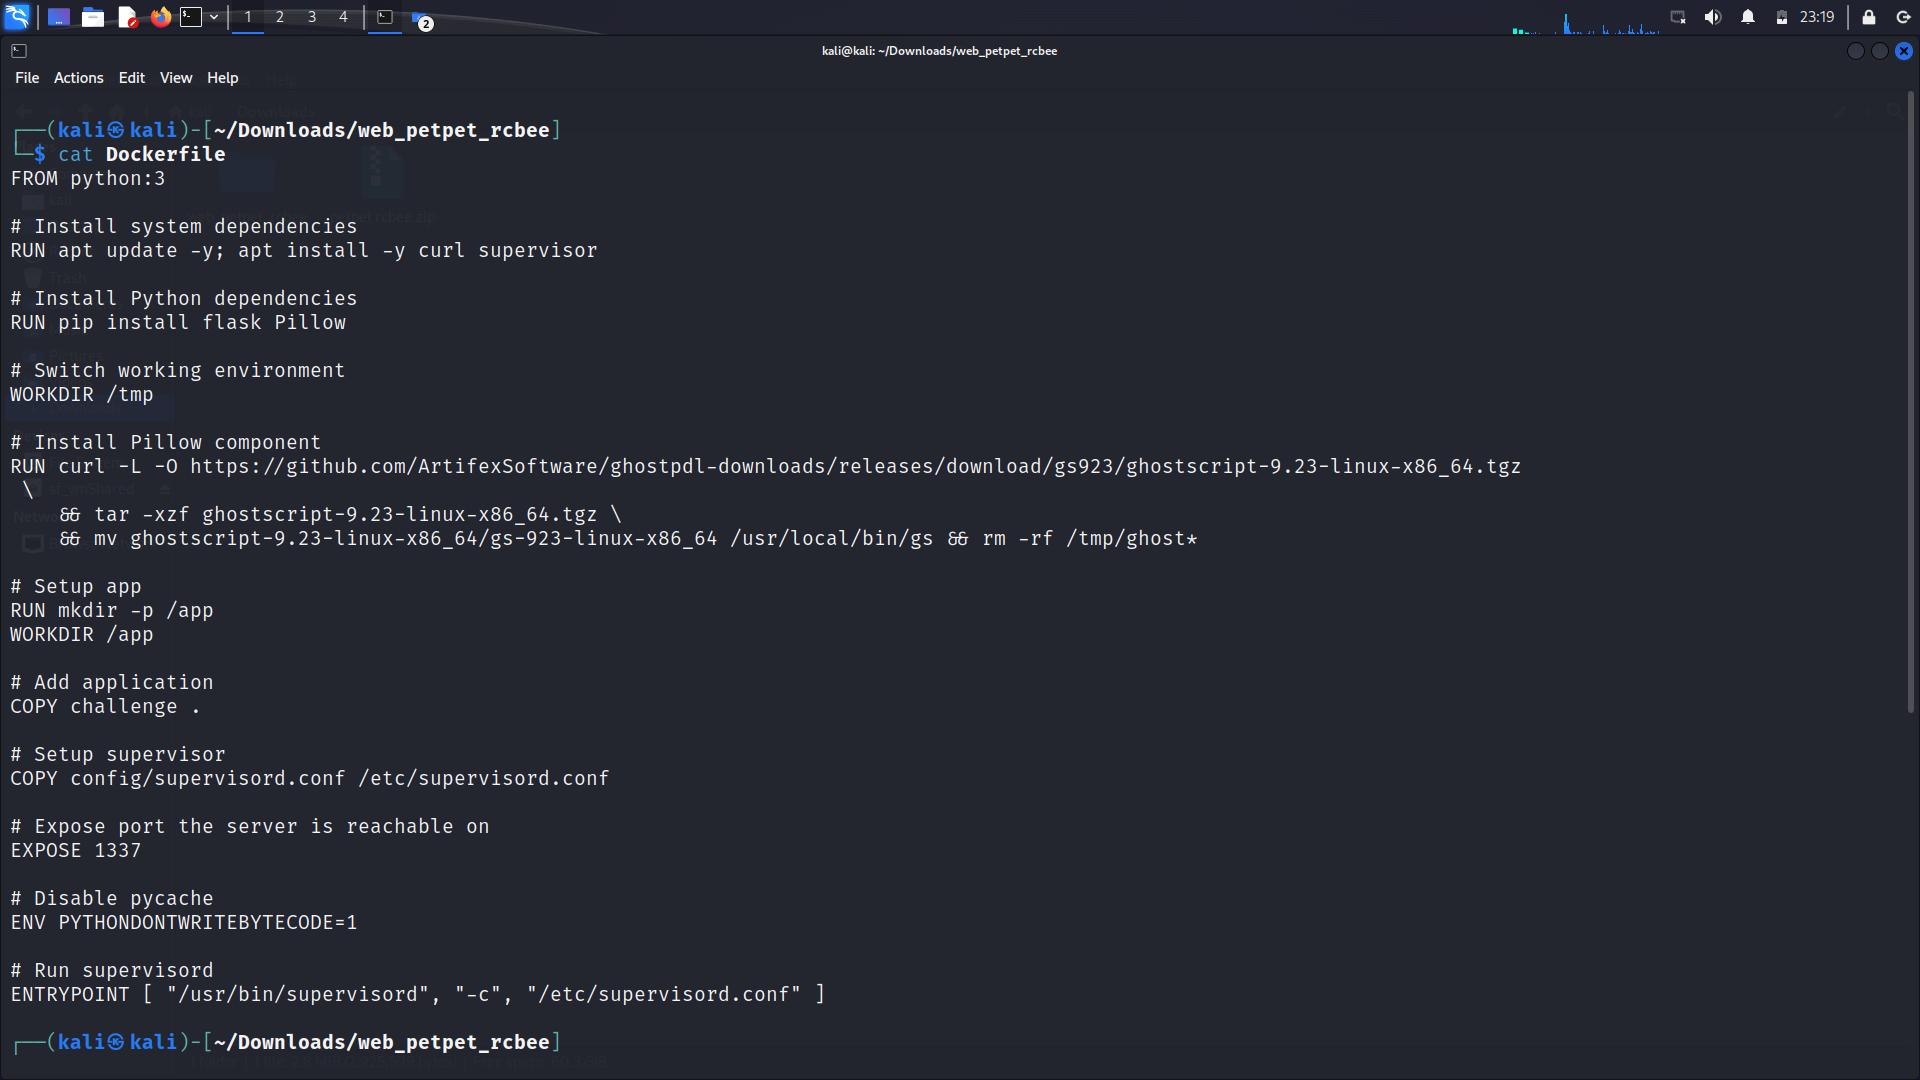 1 2 3 4 2 23:19
kali@kali: ~/Downloads/web_petpet_rcbee
File Actions Edit View Help
┌──(kali㉿kali)-[~/Downloads/web_petpet_rcbee]
└─$ cat Dockerfile
FROM python:3
# Install system dependencies
RUN apt update -y; apt install -y curl supervisor
# Install Python dependencies
RUN pip install flask Pillow
# Switch working environment
WORKDIR /tmp
# Install Pillow component
RUN curl -L -O https://github.com/ArtifexSoftware/ghostpdl-downloads/releases/download/gs923/ghostscript-9.23-linux-x86_64.tgz
 \
    && tar -xzf ghostscript-9.23-linux-x86_64.tgz \
    && mv ghostscript-9.23-linux-x86_64/gs-923-linux-x86_64 /usr/local/bin/gs && rm -rf /tmp/ghost*
# Setup app
RUN mkdir -p /app
WORKDIR /app
# Add application
COPY challenge .
# Setup supervisor
COPY config/supervisord.conf /etc/supervisord.conf
# Expose port the server is reachable on
EXPOSE 1337
# Disable pycache
ENV PYTHONDONTWRITEBYTECODE=1
# Run supervisord
ENTRYPOINT [ "/usr/bin/supervisord", "-c", "/etc/supervisord.conf" ]
┌──(kali㉿kali)-[~/Downloads/web_petpet_rcbee]